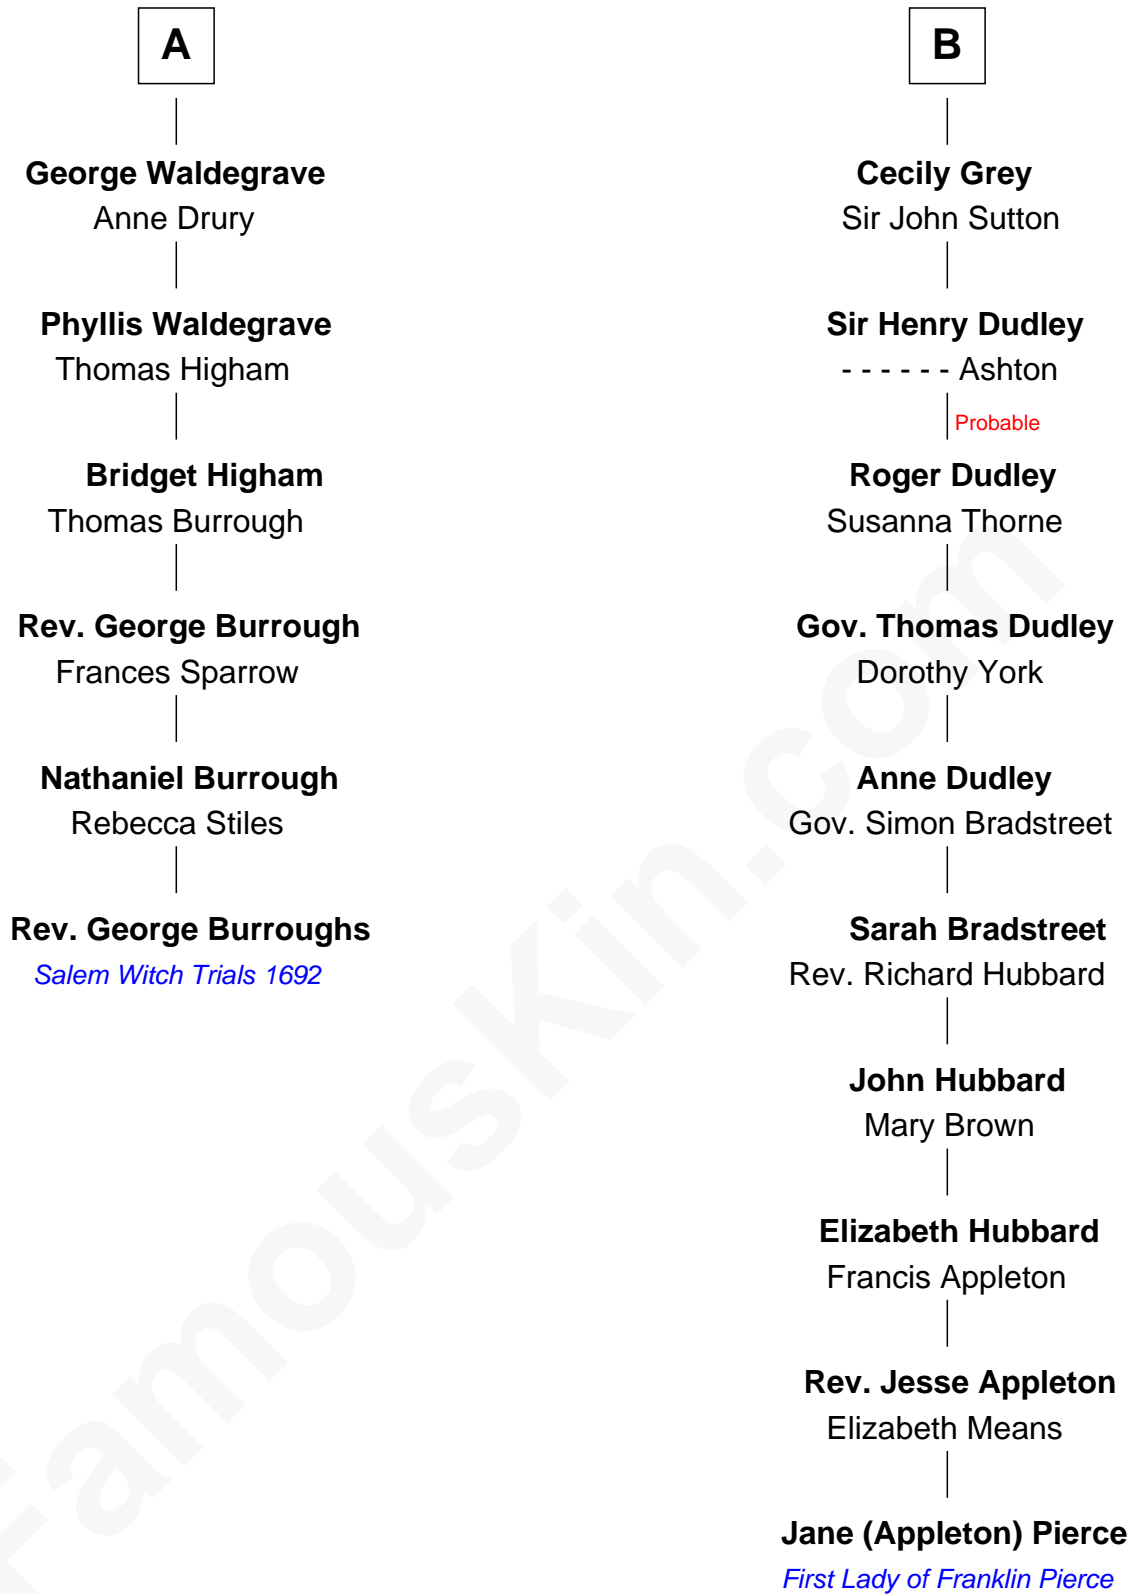 A
George Waldegrave
Anne Drury
Phyllis Waldegrave
Thomas Higham
Bridget Higham
Thomas Burrough
Rev. George Burrough
Frances Sparrow
Nathaniel Burrough
Rebecca Stiles
Rev. George Burroughs
Salem Witch Trials 1692
B
Cecily Grey
Sir John Sutton
Sir Henry Dudley
- - - - - - Ashton
Probable
Roger Dudley
Susanna Thorne
Gov. Thomas Dudley
Dorothy York
Anne Dudley
Gov. Simon Bradstreet
Sarah Bradstreet
Rev. Richard Hubbard
John Hubbard
Mary Brown
Elizabeth Hubbard
Francis Appleton
Rev. Jesse Appleton
Elizabeth Means
Jane (Appleton) Pierce
First Lady of Franklin Pierce
FamousKin.com